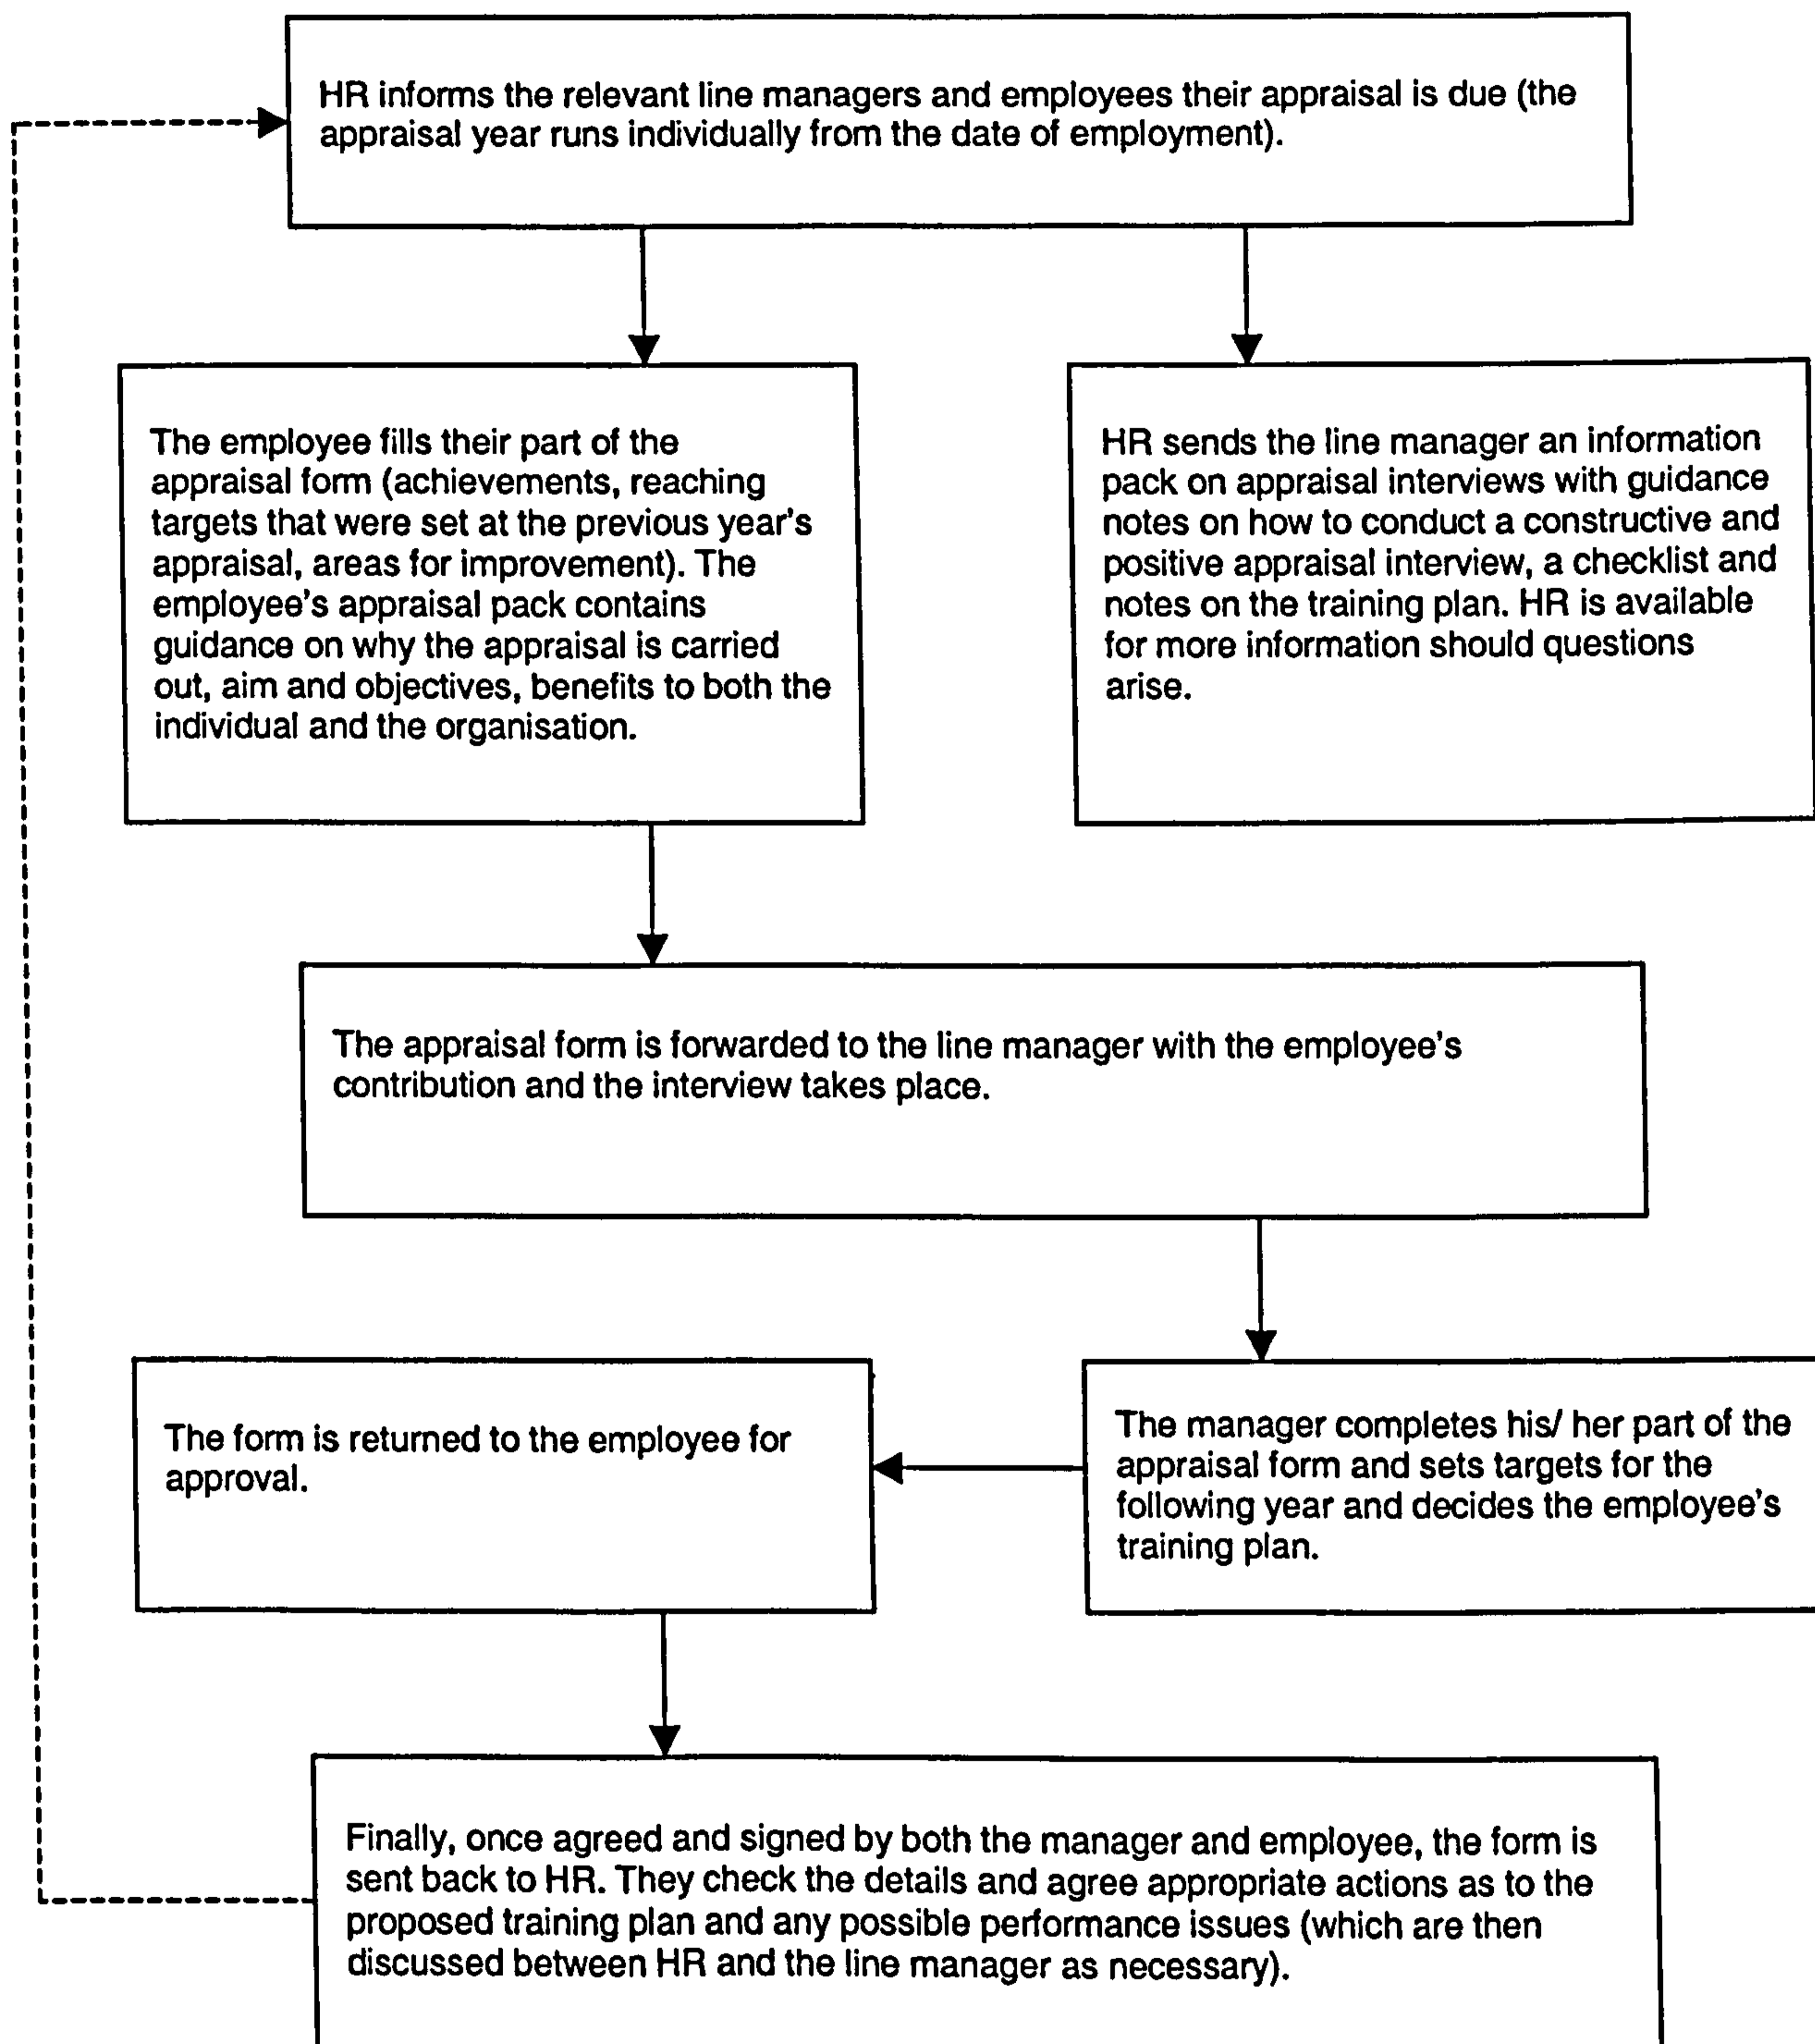 HR informs the relevant line managers and employees their appraisal is due (the
appraisal year runs individually from the date of employment).
The employee fills their part of the
appraisal form (achievements, reaching
targets that were set at the previous year's
appraisal, areas for improvement). The
employee's appraisal pack contains
guidance on why the appraisal is carried
out, aim and objectives, benefits to both the
individual and the organisation.
HR sends the line manager an information
pack on appraisal interviews with guidance
notes on how to conduct a constructive and
positive appraisal interview, a checklist and
notes on the training plan. HR is available
for more information should questions
arise.
The appraisal form is forwarded to the line manager with the employee's
contribution and the interview takes place.
The form is returned to the employee for
approval.
The manager completes his/ her part of the
appraisal form and sets targets for the
following year and decides the employee's
training plan.
Finally, once agreed and signed by both the manager and employee, the form is
sent back to HR. They check the details and agree appropriate actions as to the
proposed training plan and any possible performance issues (which are then
discussed between HR and the line manager as necessary).